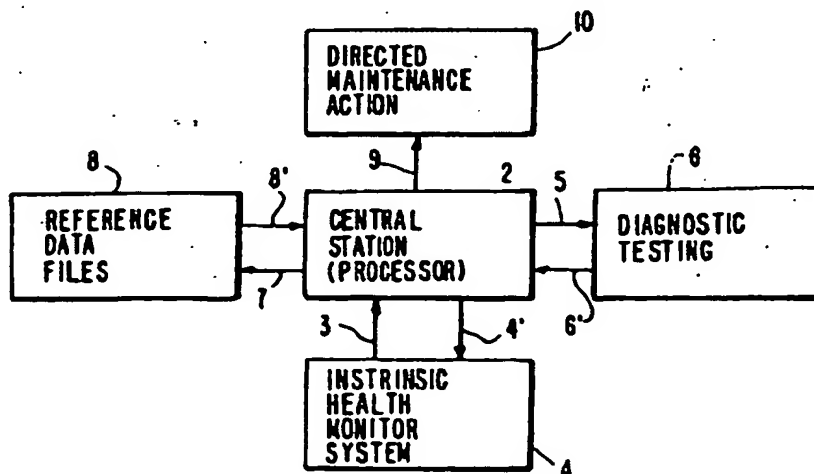 10
DIRECTED
MAINTENANCE
ACTION
9
2
8
8'
5
6
REFERENCE
DATA
FILES
CENTRAL
STATION
(PROCESSOR)
DIAGNOSTIC
TESTING
7
6'
3
4'
INSTRINSIC
HEALTH
MONITOR
SYSTEM
4